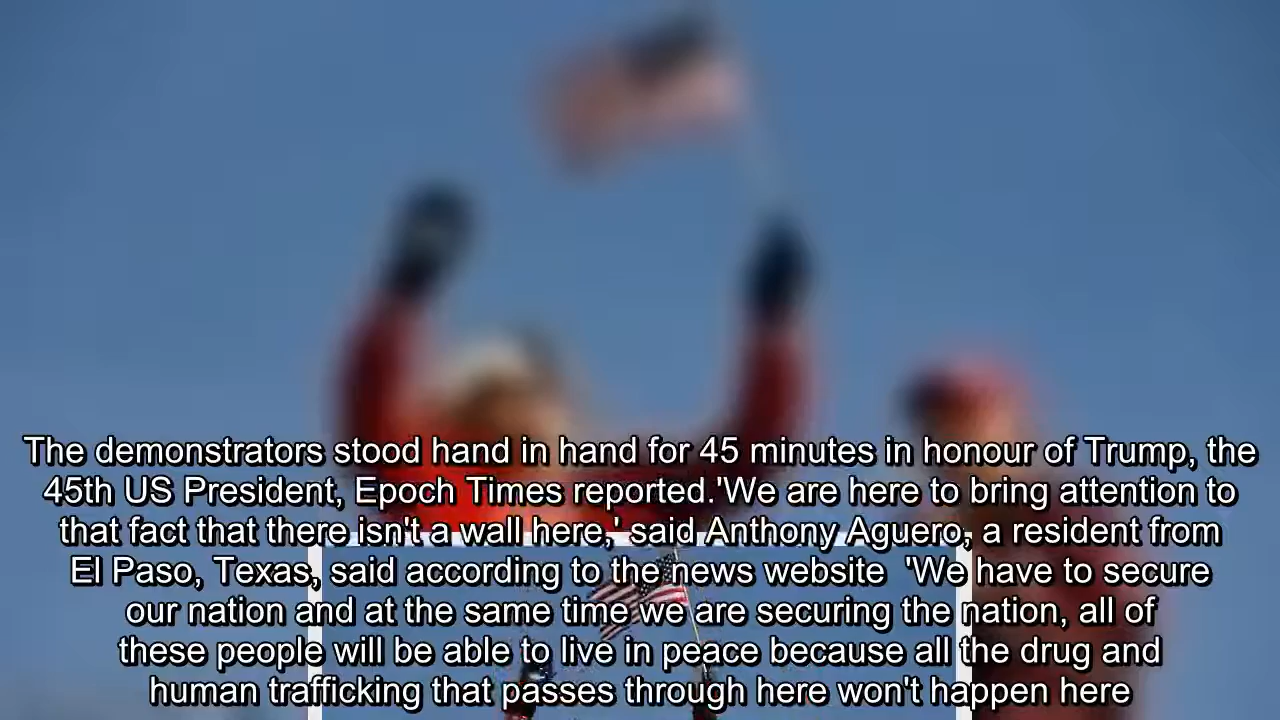 The demonstrators stood hand in hand for 45 minutes in honour of Trump, the
45th US President, Epoch Times reported.'We are here to bring attention to
that fact that there isn't a wall here,' said Anthony Aguero, a resident from
El Paso, Texas, said according to the news website  'We have to secure
our nation and at the same time we are securing the nation, all of
these people will be able to live in peace because all the drug and
human trafficking that passes through here won't happen here